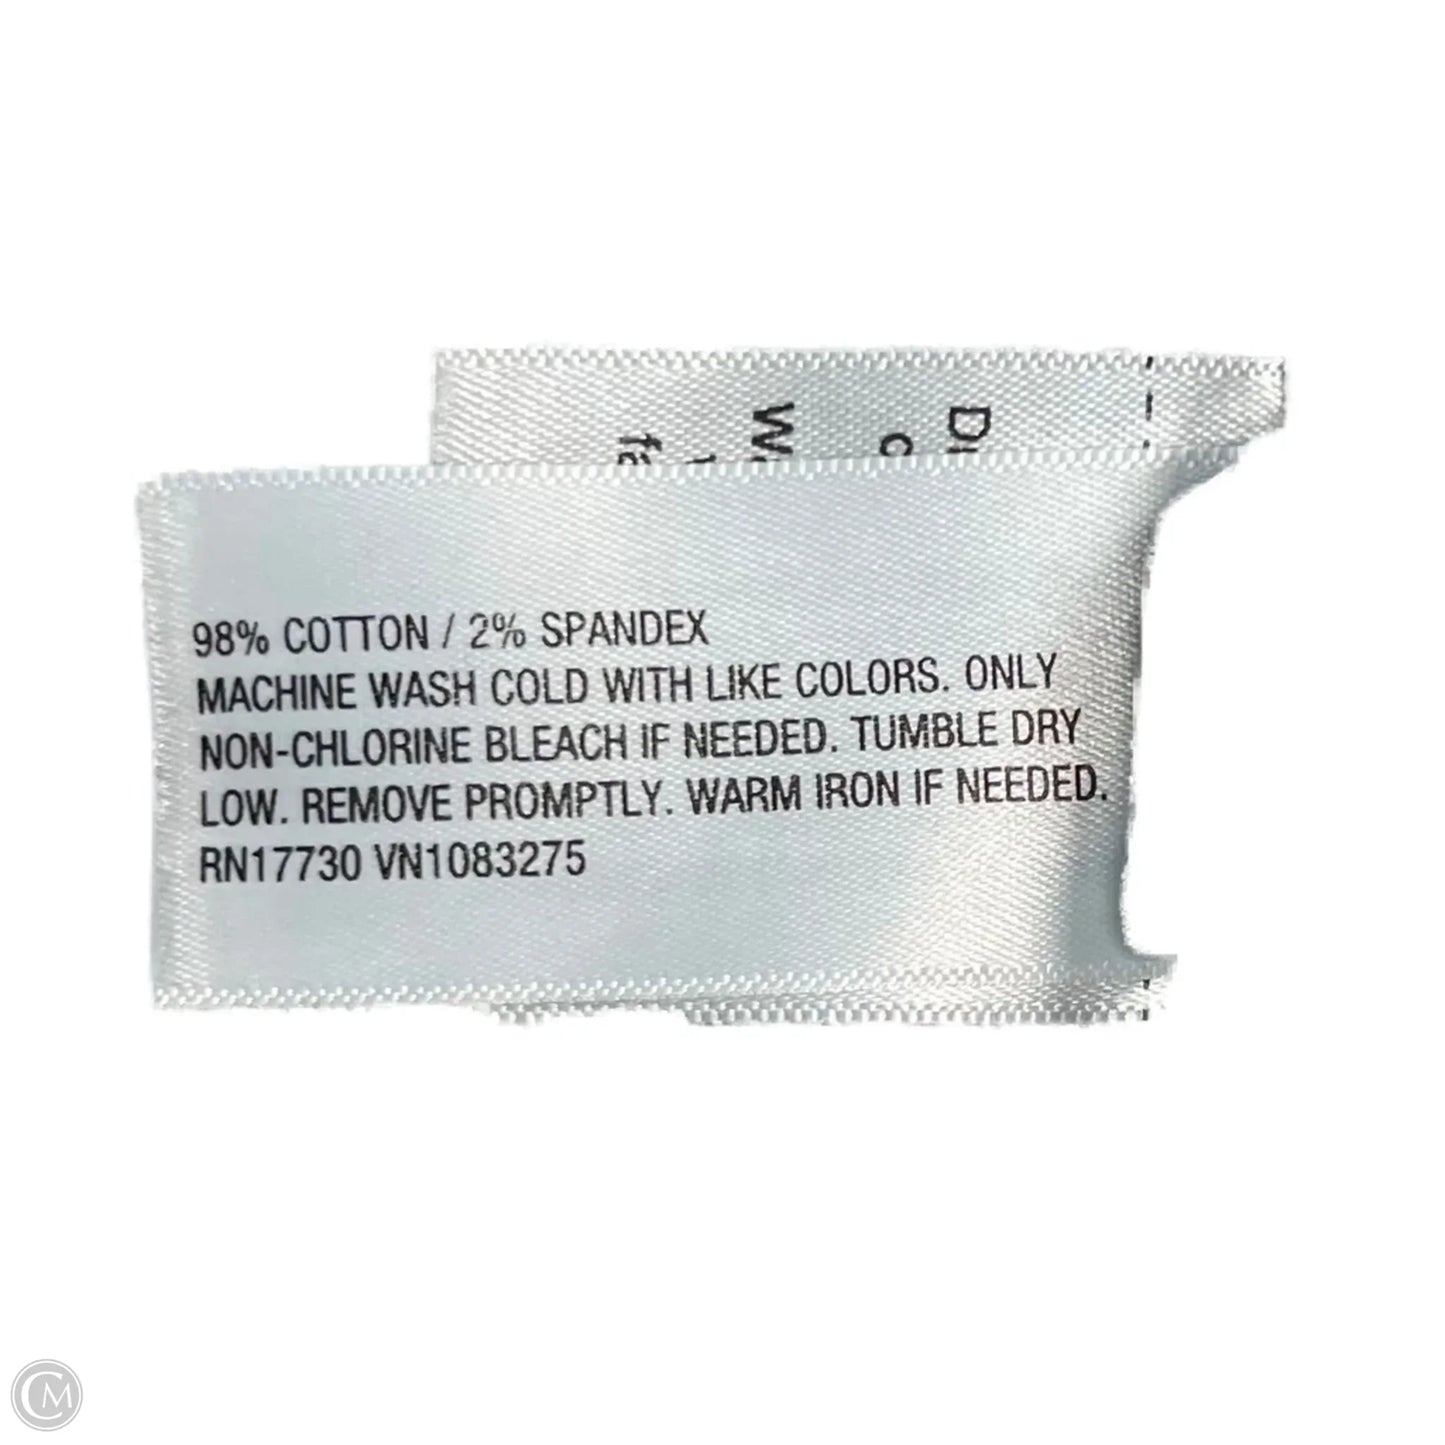 98% COTTON / 2% SPANDEX
MACHINE WASH COLD WITH LIKE COLORS. ONLY
NON-CHLORINE BLEACH IF NEEDED. TUMBLE DRY
LOW. REMOVE PROMPTLY. WARM IRON IF NEEDED.
RN17730 VN1083275
CM